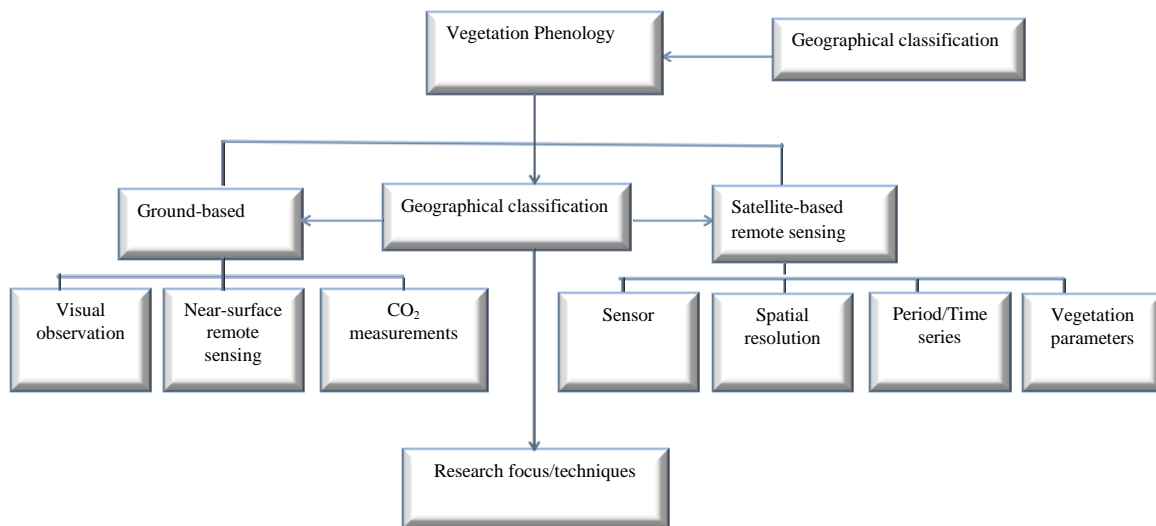 Vegetation Phenology
Geographical classification
Ground-based
Geographical classification
Satellite-based
remote sensing
Visual
observation
Near-surface
remote
sensing
CO₂
measurements
Sensor
Spatial
resolution
Period/Time
series
Vegetation
parameters
Research focus/techniques